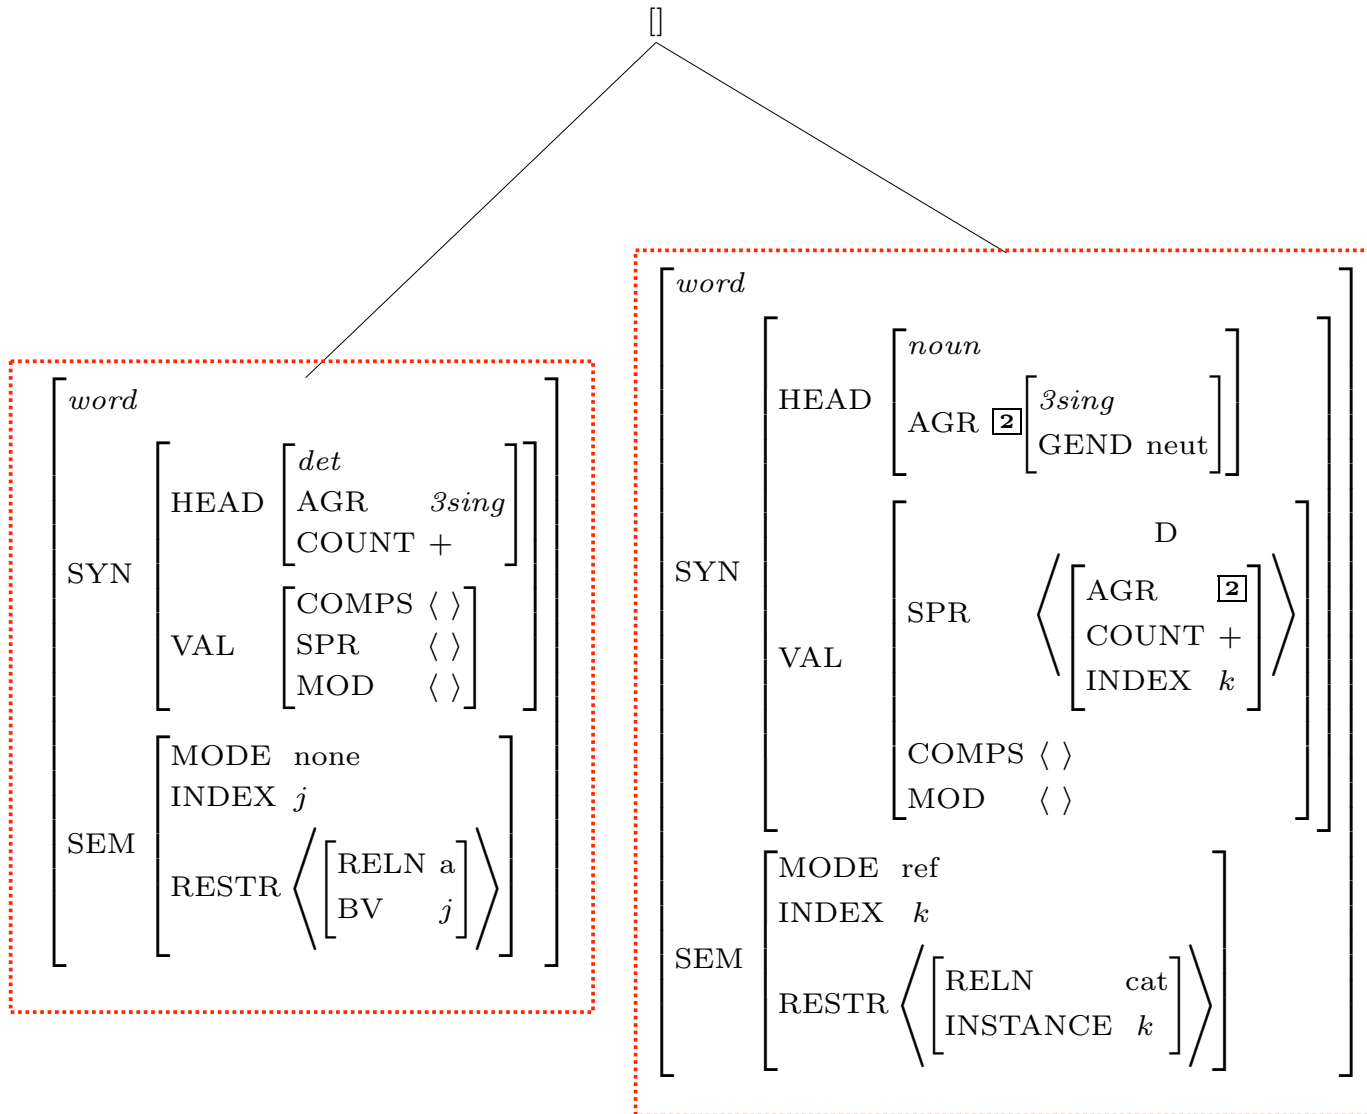 []
word
SYN
HEAD
det
AGR 3sing
COUNT +
VAL
COMPS ⟨ ⟩
SPR ⟨ ⟩
MOD ⟨ ⟩
SEM
MODE none
INDEX j
RESTR
RELN a
BV j
word
SYN
HEAD
noun
AGR 2
3sing
GEND neut
VAL
SPR
D
AGR 2
COUNT +
INDEX k
COMPS ⟨ ⟩
MOD ⟨ ⟩
SEM
MODE ref
INDEX k
RESTR
RELN cat
INSTANCE k